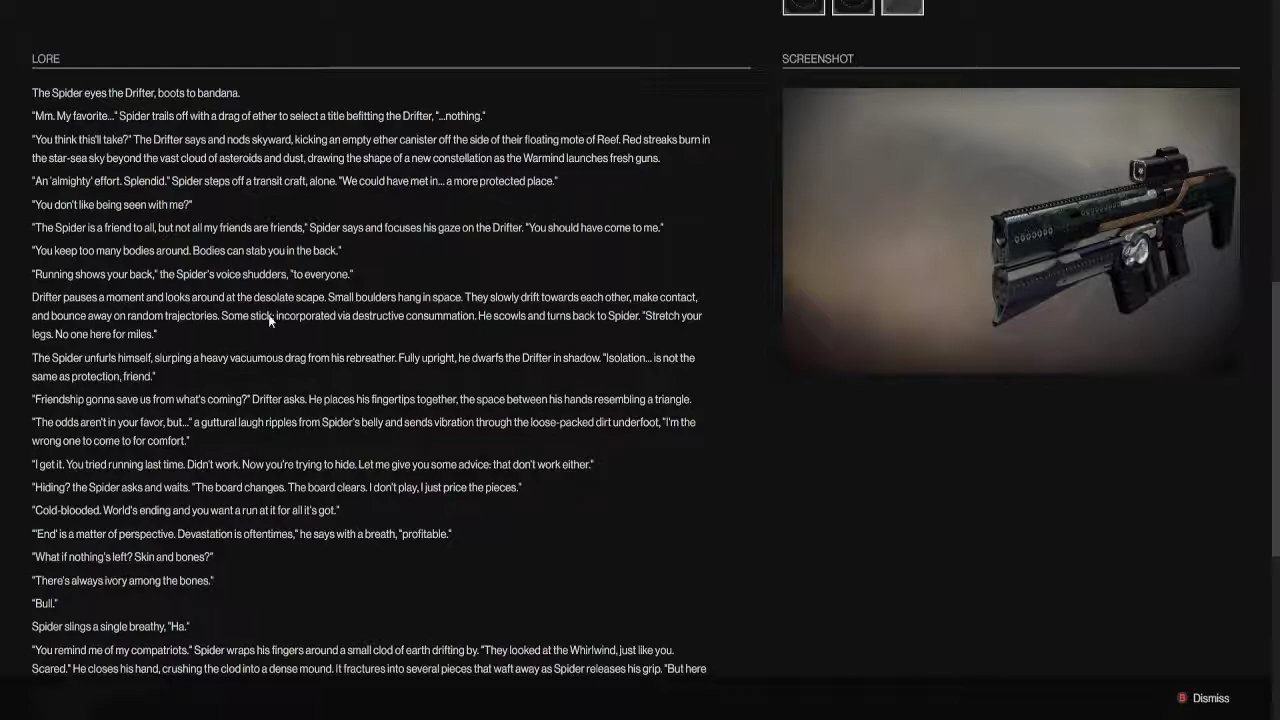 LORE
SCREENSHOT
The Spider eyes the Drifter, boots to bandana.
"Mm. My favorite..." Spider trails off with a drag of ether to select a title befitting the Drifter, "...nothing."
"You think this'll take?" The Drifter says and nods skyward, kicking an empty ether canister off the side of their floating mote of Reef. Red streaks burn in
the star-sea sky beyond the vast cloud of asteroids and dust, drawing the shape of a new constellation as the Warmind launches fresh guns.
"An 'almighty' effort. Splendid." Spider steps off a transit craft, alone. "We could have met in... a more protected place."
"You don't like being seen with me?"
"The Spider is a friend to all, but not all my friends are friends," Spider says and focuses his gaze on the Drifter. "You should have come to me."
"You keep too many bodies around. Bodies can stab you in the back."
"Running shows your back," the Spider's voice shudders, "to everyone."
Drifter pauses a moment and looks around at the desolate scape. Small boulders hang in space. They slowly drift towards each other, make contact,
and bounce away on random trajectories. Some stick, incorporated via destructive consummation. He scowls and turns back to Spider. "Stretch your
legs. No one here for miles."
The Spider unfurls himself, slurping a heavy vacuumous drag from his rebreather. Fully upright, he dwarfs the Drifter in shadow. "Isolation... is not the
same as protection, friend."
"Friendship gonna save us from what's coming?" Drifter asks. He places his fingertips together, the space between his hands resembling a triangle.
"The odds aren't in your favor, but..." a guttural laugh ripples from Spider's belly and sends vibration through the loose-packed dirt underfoot, "I'm the
wrong one to come to for comfort."
"I get it. You tried running last time. Didn't work. Now you're trying to hide. Let me give you some advice: that don't work either."
"Hiding? the Spider asks and waits. "The board changes. The board clears. I don't play, I just price the pieces."
"Cold-blooded. World's ending and you want a run at it for all it's got."
"'End' is a matter of perspective. Devastation is oftentimes," he says with a breath, "profitable."
"What if nothing's left? Skin and bones?"
"There's always ivory among the bones."
"Bull."
Spider slings a single breathy, "Ha."
"You remind me of my compatriots." Spider wraps his fingers around a small clod of earth drifting by. "They looked at the Whirlwind, just like you.
Scared." He closes his hand, crushing the clod into a dense mound. It fractures into several pieces that waft away as Spider releases his grip. "But here
B Dismiss